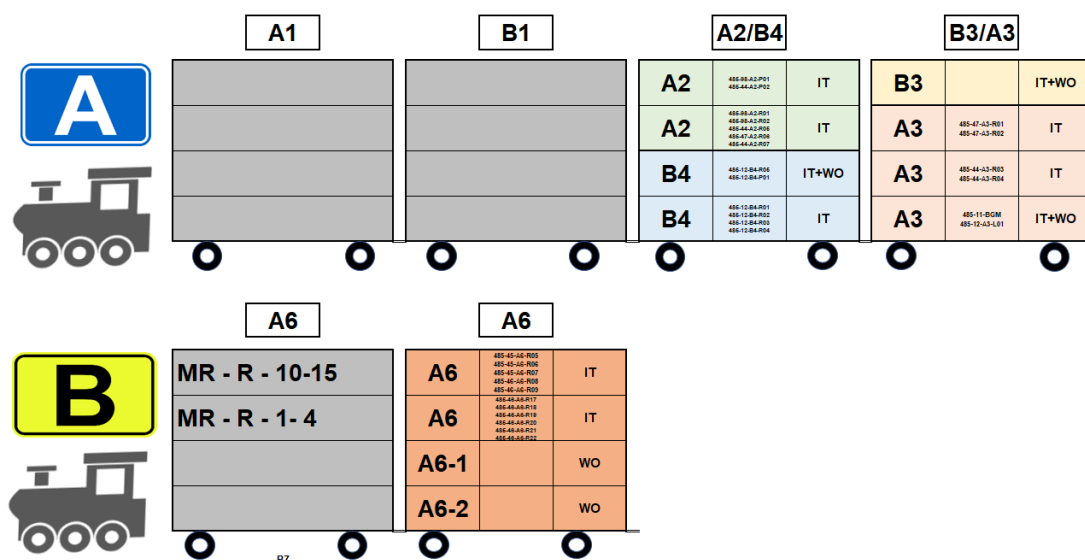 A1
B1
A2/B4
B3/A3
A
A2
485-98-A2-P01
485-44-A2-P02
IT
A2
485-98-A2-R01
485-98-A2-R02
485-44-A2-R05
485-47-A2-R06
485-44-A2-R07
IT
B4
485-12-B4-R05
485-12-B4-P01
IT+WO
B4
485-12-B4-R01
485-12-B4-R02
485-12-B4-R03
485-12-B4-R04
IT
B3
IT+WO
A3
485-47-A3-R01
485-47-A3-R02
IT
A3
485-44-A3-R03
485-44-A3-R04
IT
A3
485-11-BGM
485-12-A3-L01
IT+WO
A6
A6
B
MR - R - 10-15
MR - R - 1- 4
A6
485-45-A6-R05
485-45-A6-R06
485-45-A6-R07
485-46-A6-R08
485-46-A6-R09
IT
A6
485-46-A6-R17
485-46-A6-R18
485-46-A6-R19
485-46-A6-R20
485-46-A6-R21
485-46-A6-R22
IT
A6-1
WO
A6-2
WO